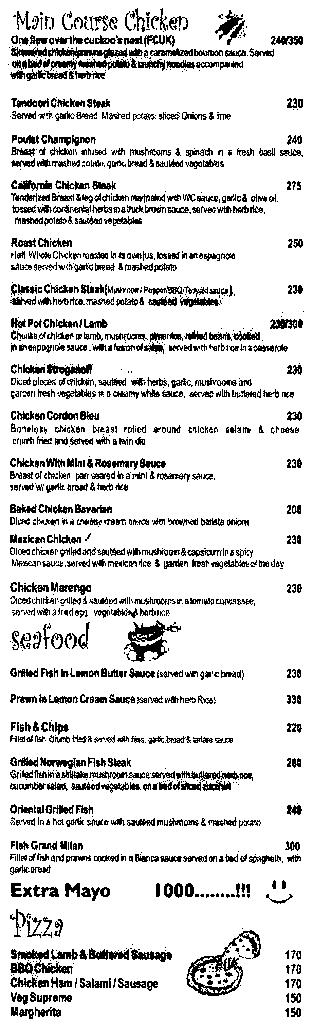 Main Course Chicken
One flew over the cuckoo's nest (FCUK) 240/350
Skewered chicken/prawns glazed with a caramelized bourbon sauce. Served
on a bed of creamy mashed potato & crunchy noodles accompanied
with garlic bread & herb rice
Tandoori Chicken Steak 230
Served with garlic Bread Mashed potato, sliced Onions & lime
Poulet Champignon 240
Breast of chicken infused with mushrooms & spinach in a fresh basil sauce,
served with mashed potato, garlic bread & sautéed vegetables
California Chicken Steak 275
Tenderized Breast & leg of chicken marinated with WC sauce, garlic & olive oil,
tossed with continental herbs in a brown sauce, served with herb rice,
mashed potato & sautéed vegetables
Roast Chicken 250
Half Whole Chicken roasted in its own jus, tossed in an espagnole
sauce served with garlic bread & mashed potato
Classic Chicken Steak (Mushroom/Pepper/BBQ/Teriyaki sauce) 230
served with herb rice, mashed potato & sautéed vegetables
Hot Pot Chicken / Lamb 230/300
Chunks of chicken or lamb, mushrooms, pimentos, refried beans, cooked
in an espagnole sauce, with a fusion of salsa, served with herb rice in a casserole
Chicken Stroganoff 230
Diced pieces of chicken, sautéed with herbs, garlic, mushrooms and
garden fresh vegetables in a creamy white sauce, served with buttered herb rice
Chicken Cordon Bleu 230
Boneless chicken breast rolled around chicken salami & cheese
crumb fried and served with a twin dip
Chicken With Mint & Rosemary Sauce 230
Breast of chicken pan seared in a mint & rosemary sauce,
served w/ garlic bread & herb rice
Baked Chicken Bavarian 200
Diced chicken in a cheese cream sauce with browned onions
Mexican Chicken 230
Diced chicken grilled and sautéed with mushroom & capsicum in a spicy
Mexican sauce, served with mexican rice & garden fresh vegetables of the day
Chicken Marengo 230
Diced chicken grilled & sautéed with mushrooms in a tomato concassee,
served with a fried egg, vegetables & herb rice
seafood
Grilled Fish in Lemon Butter Sauce (served with garlic bread) 230
Prawn in Lemon Cream Sauce (served with herb Rice) 330
Fish & Chips 220
Fillet of fish Crumb fried & served with fries, garlic bread & tartare sauce
Grilled Norwegian Fish Steak 280
Grilled fish in a shiitake mushroom sauce served with buttered herb rice,
cucumber salad, sautéed vegetables, on a bed of sliced
Oriental Grilled Fish 240
Served in a hot garlic sauce with sautéed mushrooms & mashed potato
Fish Grand Milan 300
Fillet of fish and prawns cooked in a Bianca sauce served on a bed of spaghetti, with
garlic bread
Extra Mayo 1000........!!!
Pizza
Smoked Lamb & Buttered Sausage 170
BBQ Chicken 170
Chicken Ham / Salami / Sausage 170
Veg Supreme 150
Margherita 150